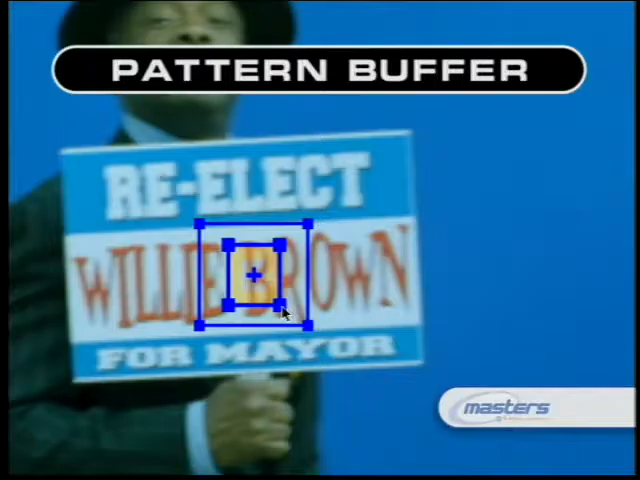 PATTERN BUFFER
RE-ELECT
WILLIE BROWN
FOR MAYOR
masters